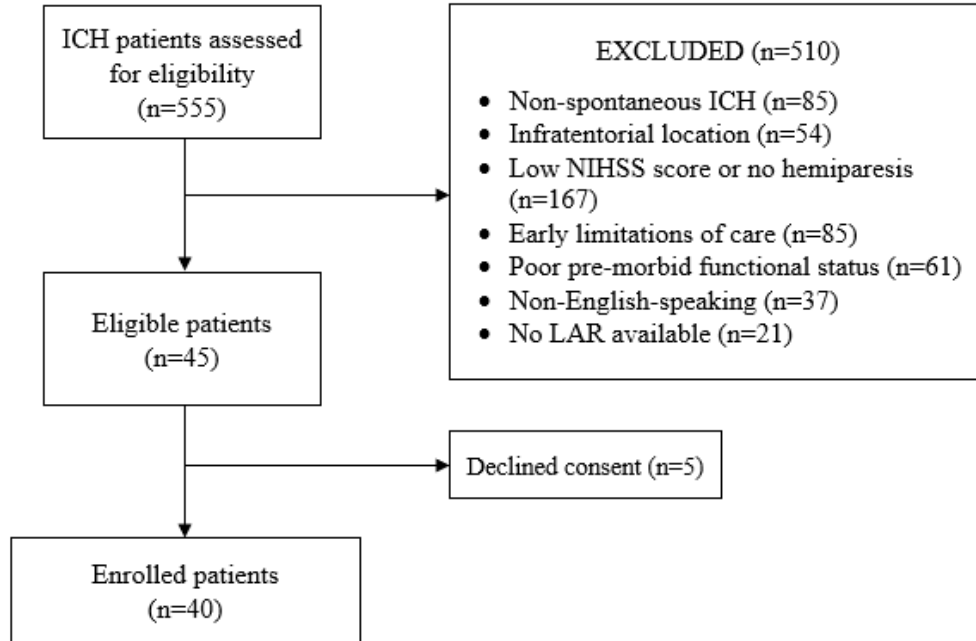 ICH patients assessed
for eligibility
(n=555)
EXCLUDED (n=510)
• Non-spontaneous ICH (n=85)
• Infratentorial location (n=54)
• Low NIHSS score or no hemiparesis
(n=167)
• Early limitations of care (n=85)
• Poor pre-morbid functional status (n=61)
• Non-English-speaking (n=37)
• No LAR available (n=21)
Eligible patients
(n=45)
Declined consent (n=5)
Enrolled patients
(n=40)